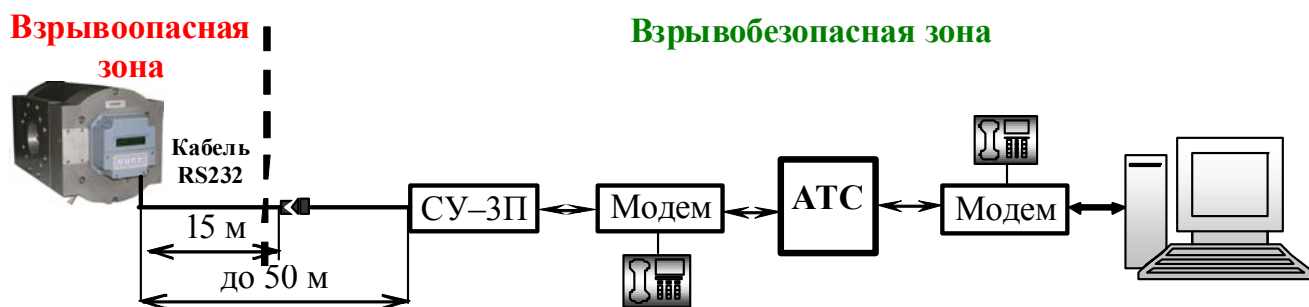 Взрывоопасная
зона
Взрывобезопасная зона
Кабель
RS232
СУ–3П
Модем
АТС
Модем
15 м
до 50 м